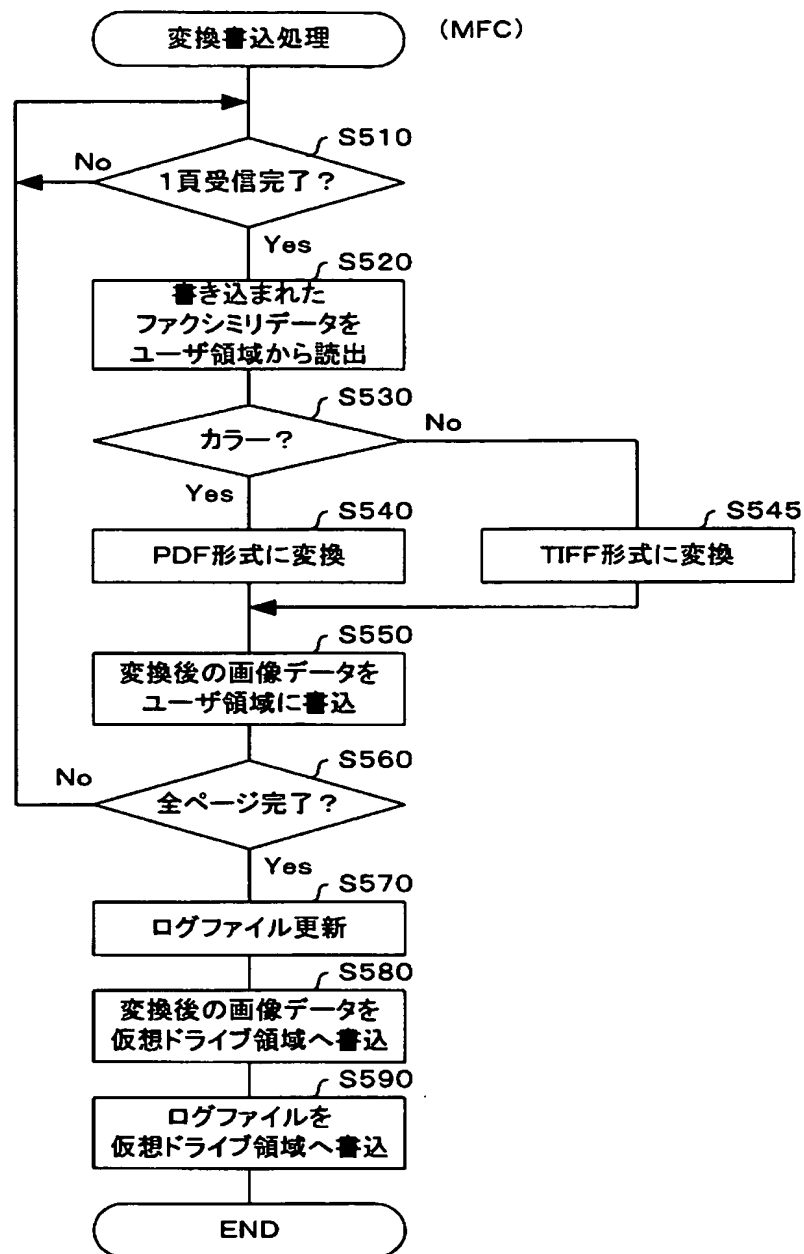 変換書込処理
(MFC)
S510
No
1頁受信完了?
Yes
S520
書き込まれた
ファクシミリデータを
ユーザ領域から読出
S530
カラー?
No
Yes
S540
PDF形式に変換
S545
TIFF形式に変換
S550
変換後の画像データを
ユーザ領域に書込
S560
No
全ページ完了?
Yes
S570
ログファイル更新
S580
変換後の画像データを
仮想ドライブ領域へ書込
S590
ログファイルを
仮想ドライブ領域へ書込
END